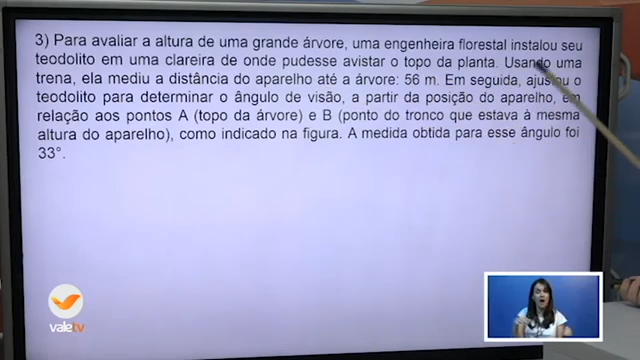 3) Para avaliar a altura de uma grande árvore, uma engenheira florestal instalou seu
teodolito em uma clareira de onde pudesse avistar o topo da planta. Usando uma
trena, ela mediu a distância do aparelho até a árvore: 56 m. Em seguida, ajustou o
teodolito para determinar o ângulo de visão, a partir da posição do aparelho, em
relação aos pontos A (topo da árvore) e B (ponto do tronco que estava à mesma
altura do aparelho), como indicado na figura. A medida obtida para esse ângulo foi
33°.
valetv